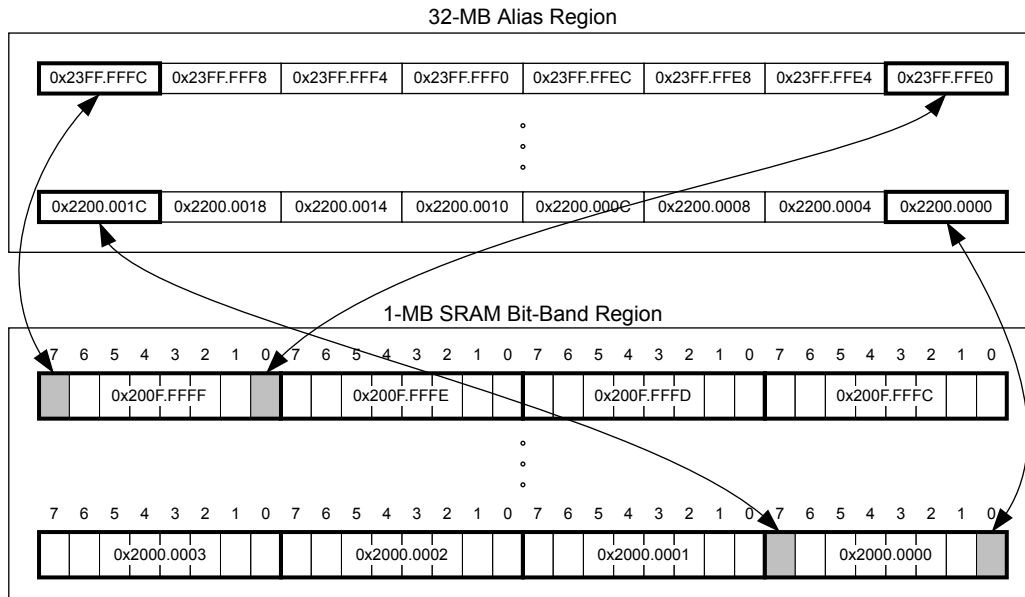 32-MB Alias Region
0x23FF.FFFC 0x23FF.FFF8 0x23FF.FFF4 0x23FF.FFF0 0x23FF.FFEC 0x23FF.FFE8 0x23FF.FFE4 0x23FF.FFE0
0x2200.001C 0x2200.0018 0x2200.0014 0x2200.0010 0x2200.000C 0x2200.0008 0x2200.0004 0x2200.0000
1-MB SRAM Bit-Band Region
7 6 5 4 3 2 1 0 7 6 5 4 3 2 1 0 7 6 5 4 3 2 1 0 7 6 5 4 3 2 1 0
0x200F.FFFF 0x200F.FFFE 0x200F.FFFD 0x200F.FFFC
7 6 5 4 3 2 1 0 7 6 5 4 3 2 1 0 7 6 5 4 3 2 1 0 7 6 5 4 3 2 1 0
0x2000.0003 0x2000.0002 0x2000.0001 0x2000.0000